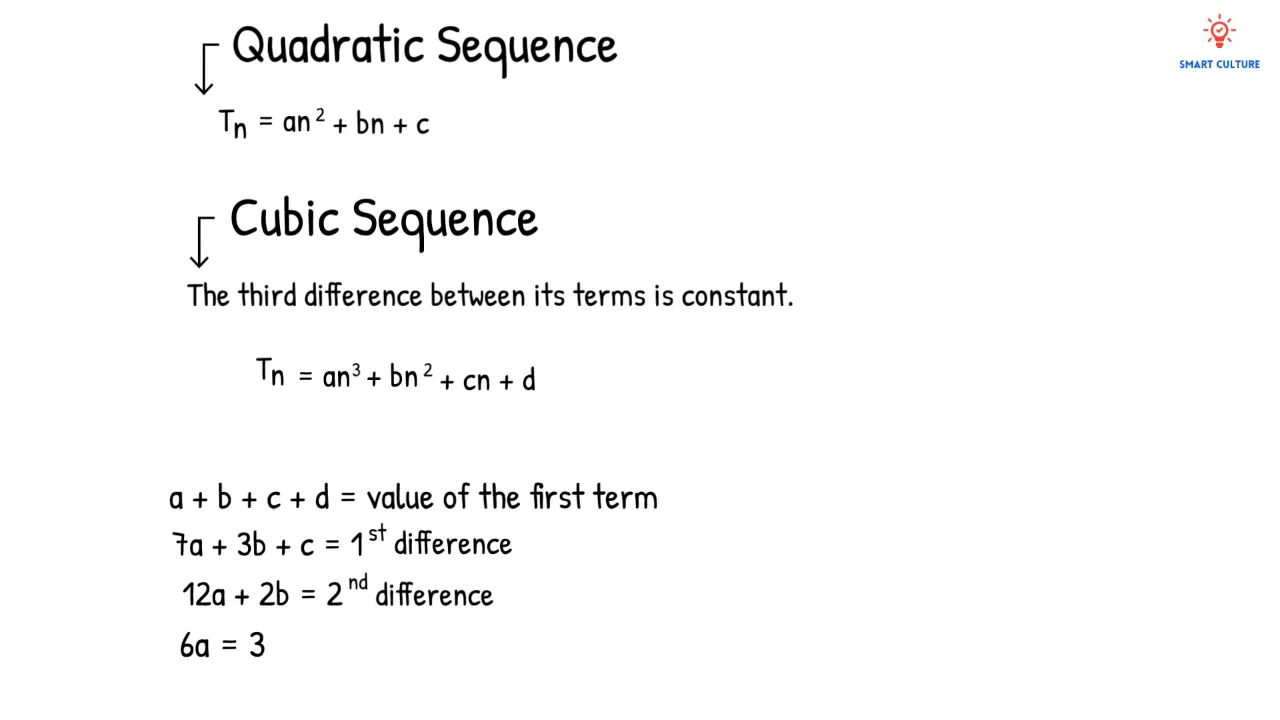 Quadratic Sequence
SMART CULTURE
Tₙ = an² + bn + c
Cubic Sequence
The third difference between its terms is constant.
Tₙ = an³ + bn² + cn + d
a + b + c + d = value of the first term
7a + 3b + c = 1ˢᵗ difference
12a + 2b = 2ⁿᵈ difference
6a = 3